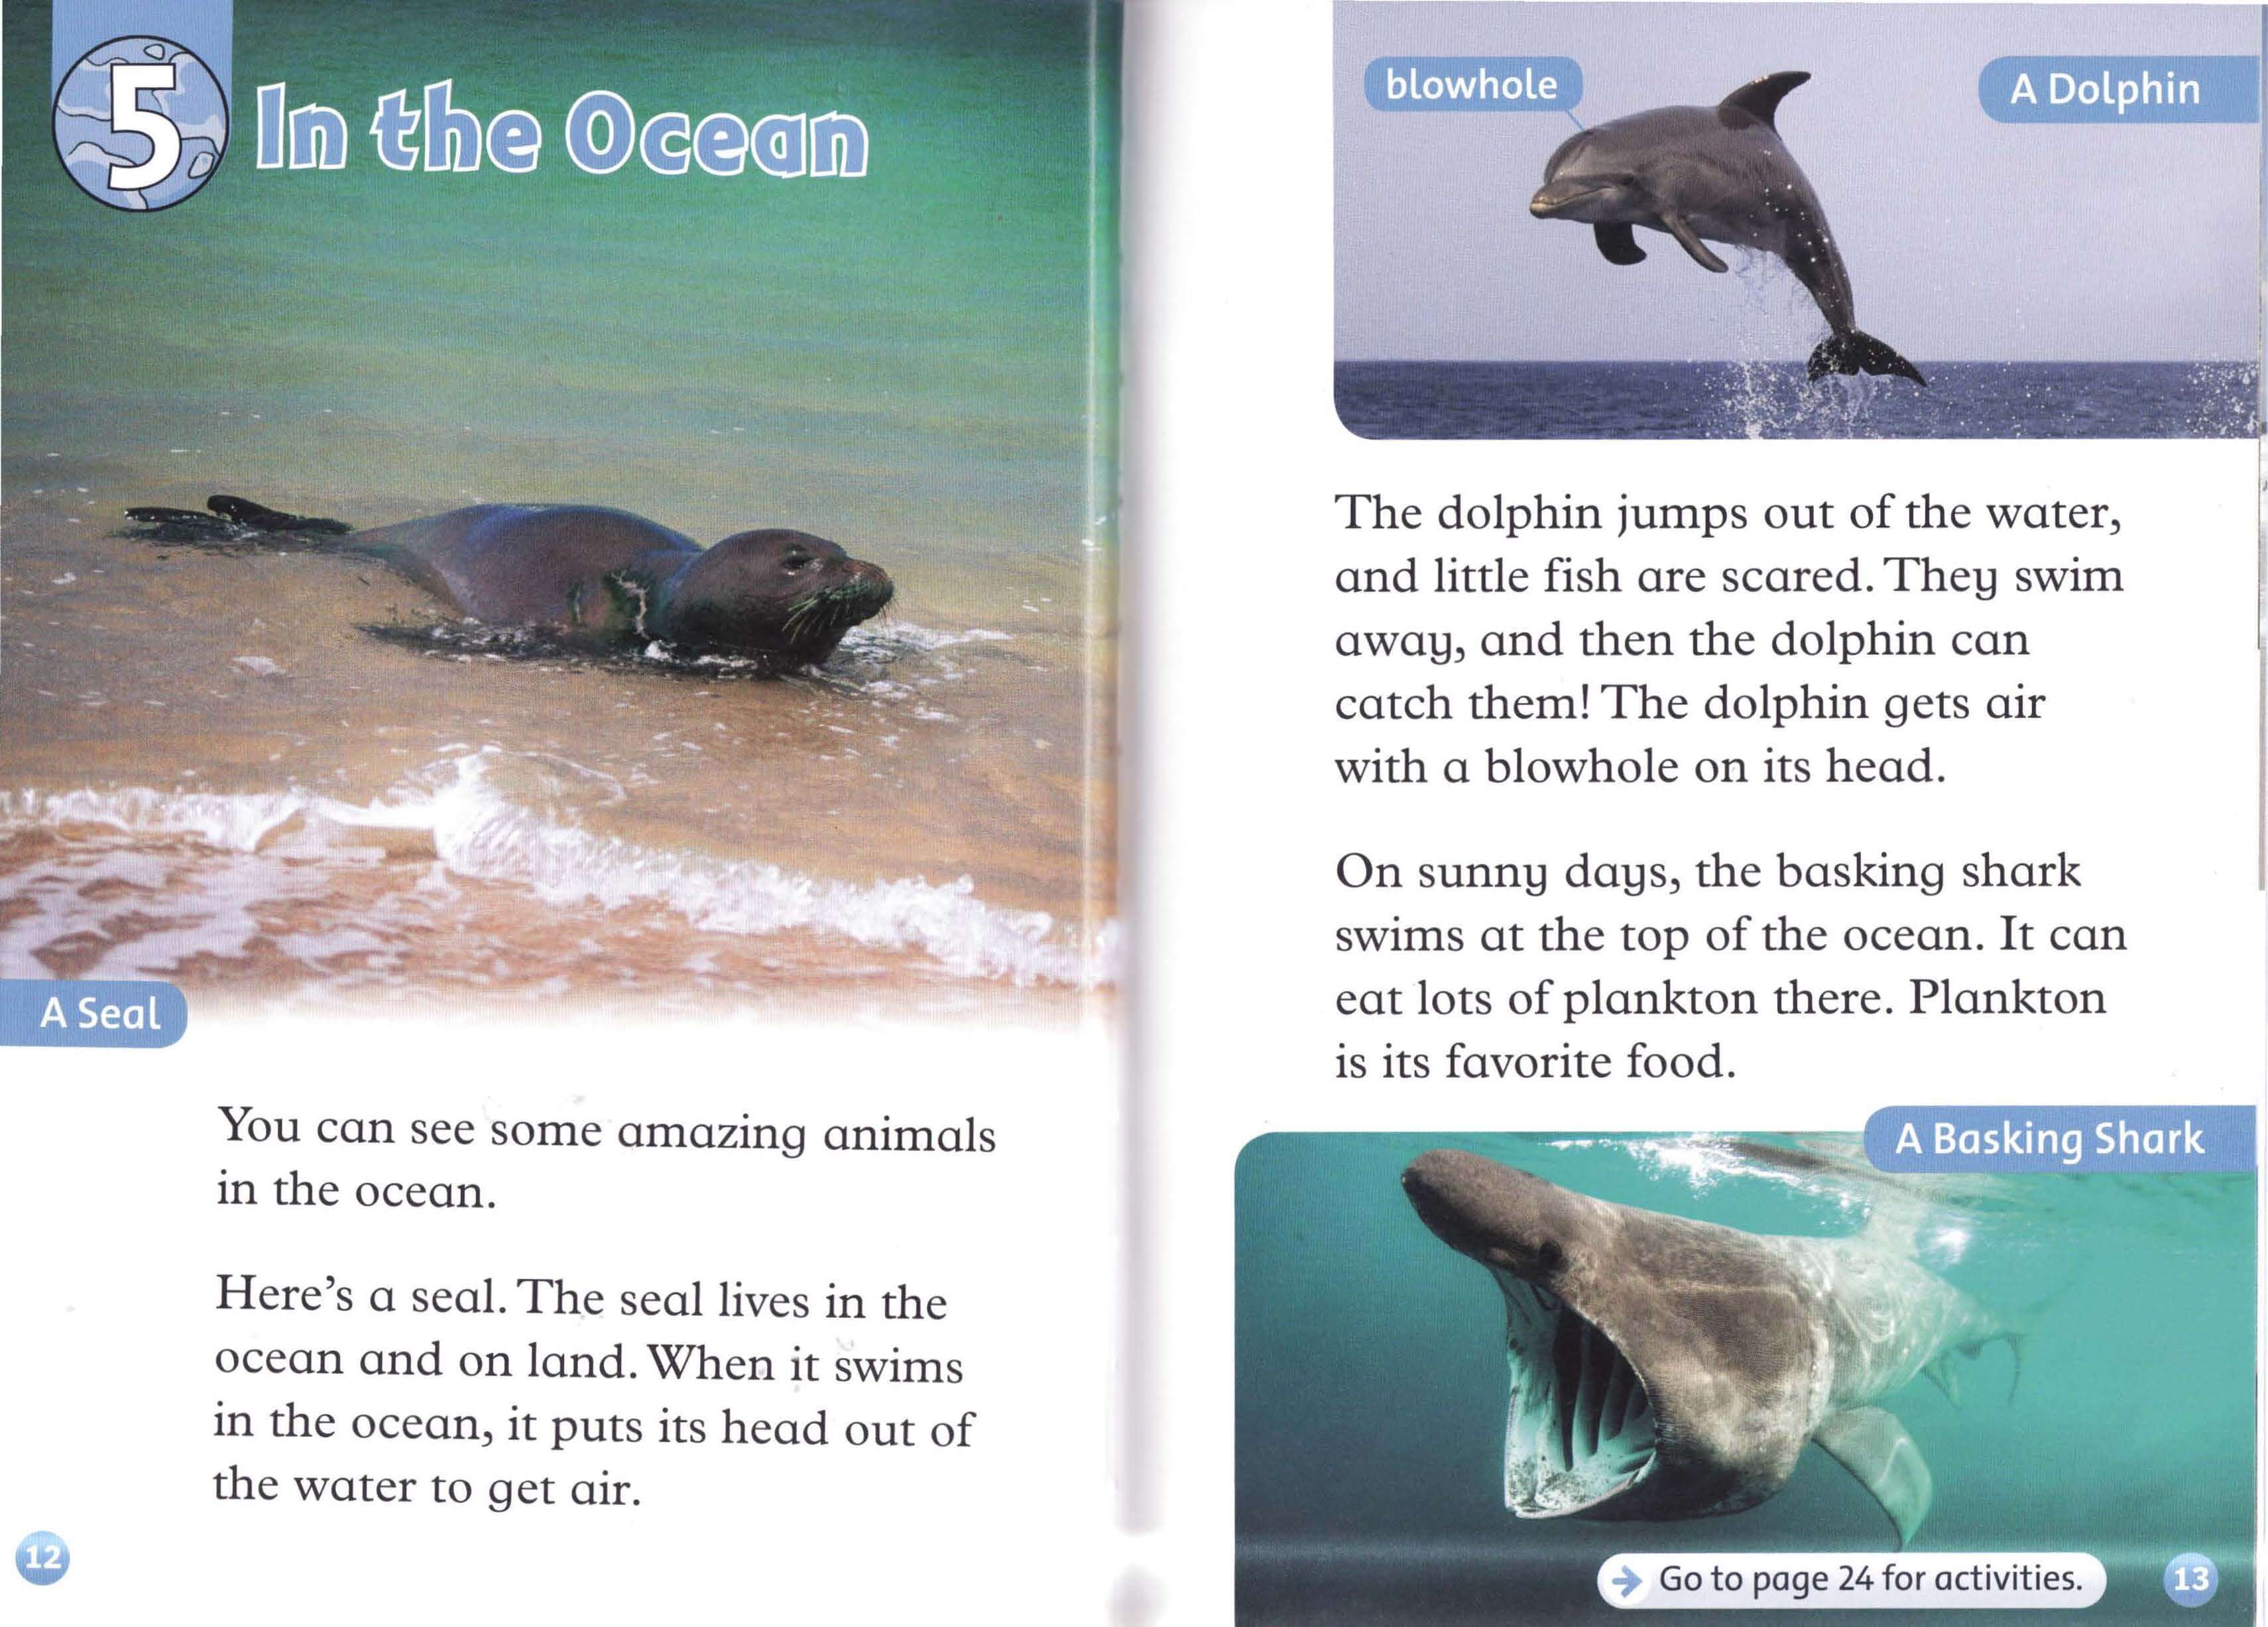 5
In the Ocean
A Seal
You can see some amazing animals
in the ocean.
Here's a seal. The seal lives in the
ocean and on land. When it swims
in the ocean, it puts its head out of
the water to get air.
12
blowhole
A Dolphin
The dolphin jumps out of the water,
and little fish are scared. They swim
away, and then the dolphin can
catch them! The dolphin gets air
with a blowhole on its head.
On sunny days, the basking shark
swims at the top of the ocean. It can
eat lots of plankton there. Plankton
is its favorite food.
A Basking Shark
Go to page 24 for activities.
13